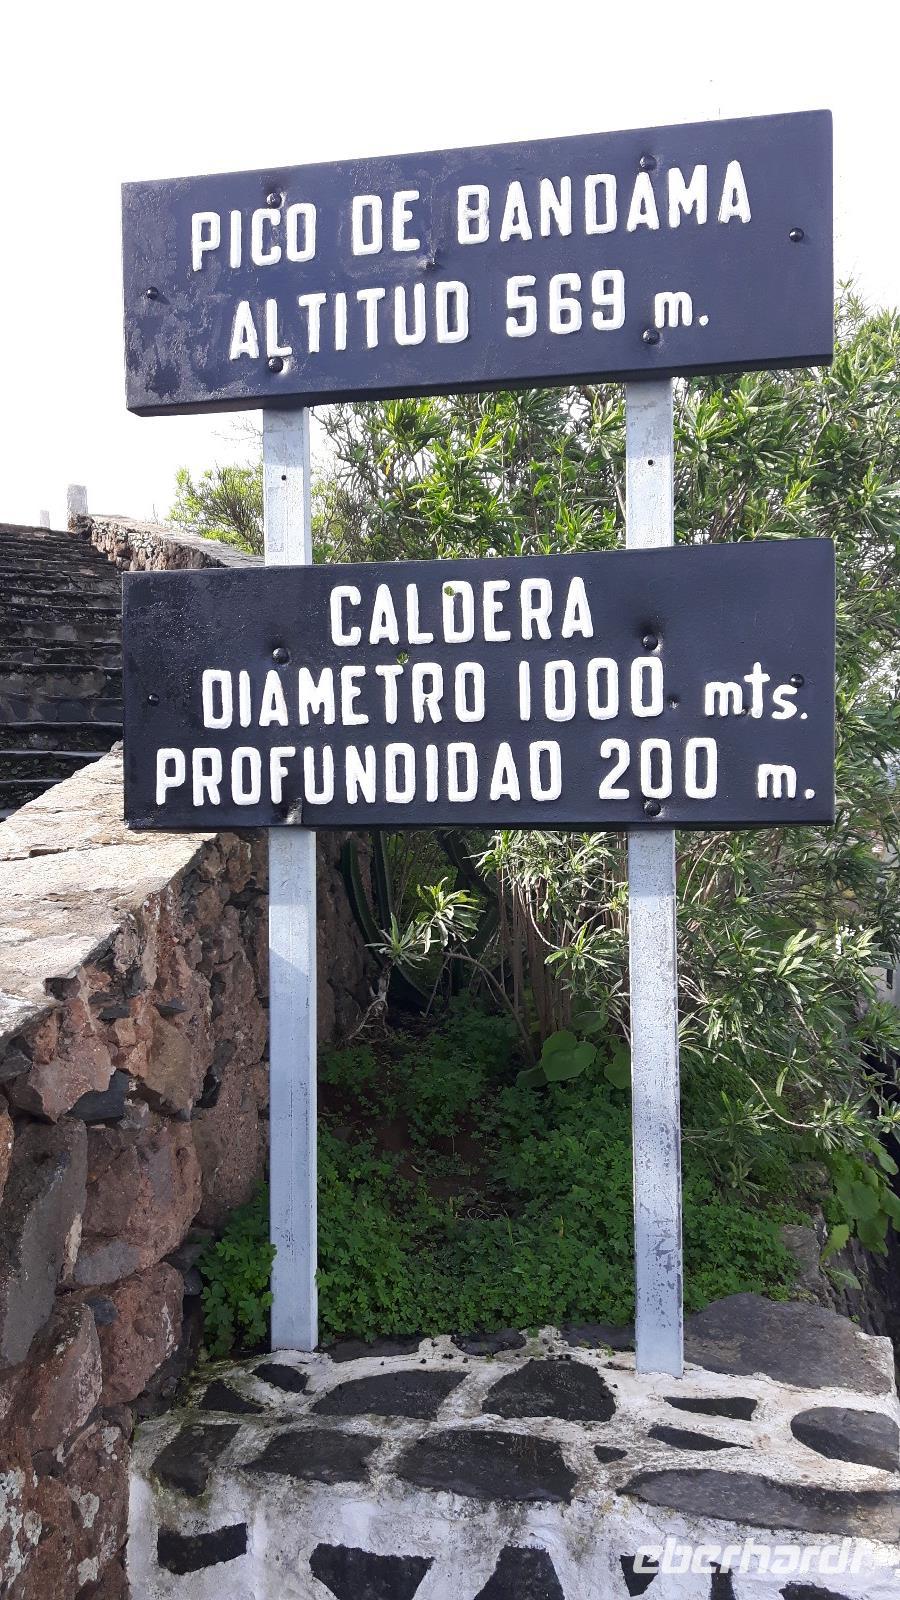 PICO DE BANDAMA
ALTITUD 569 m.
CALDERA
DIAMETRO 1000 mts.
PROFUNDIDAD 200 m.
eberhardt